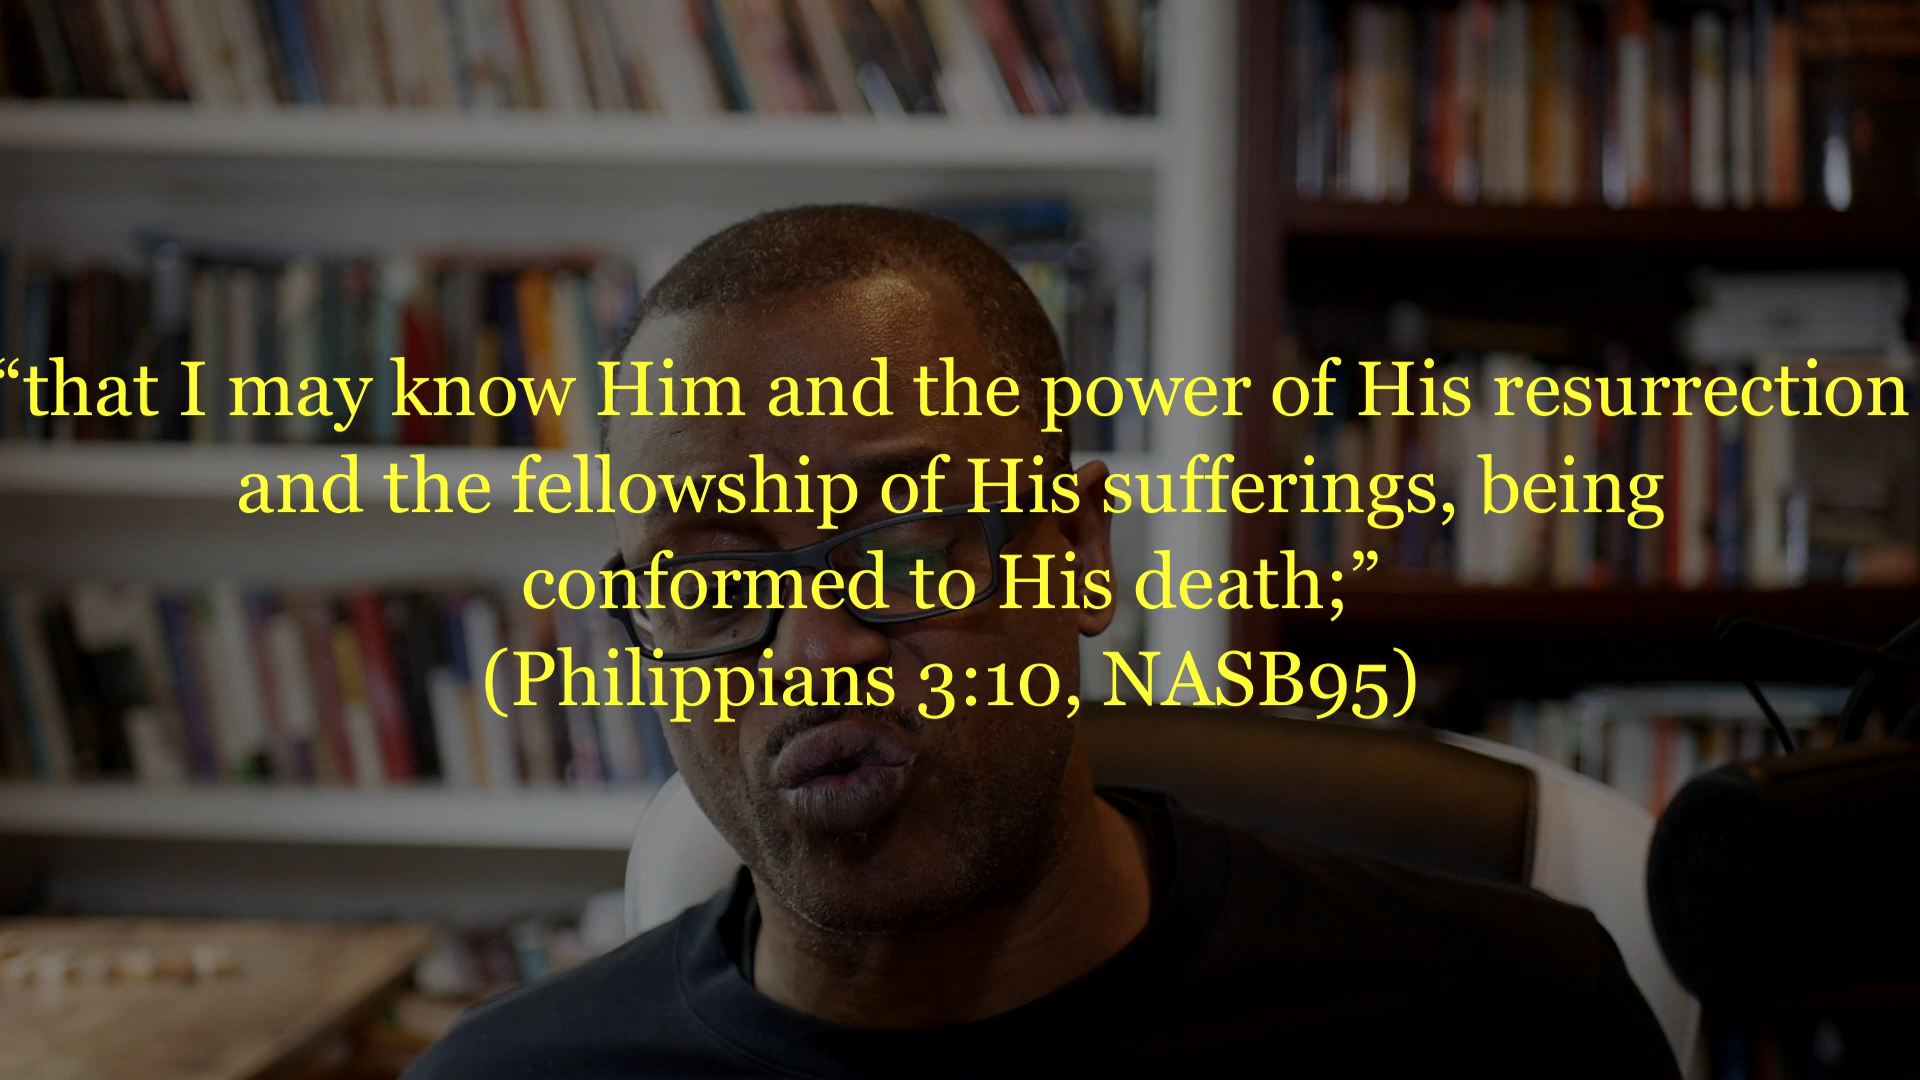 “that I may know Him and the power of His resurrection
and the fellowship of His sufferings, being
conformed to His death;”
(Philippians 3:10, NASB95)